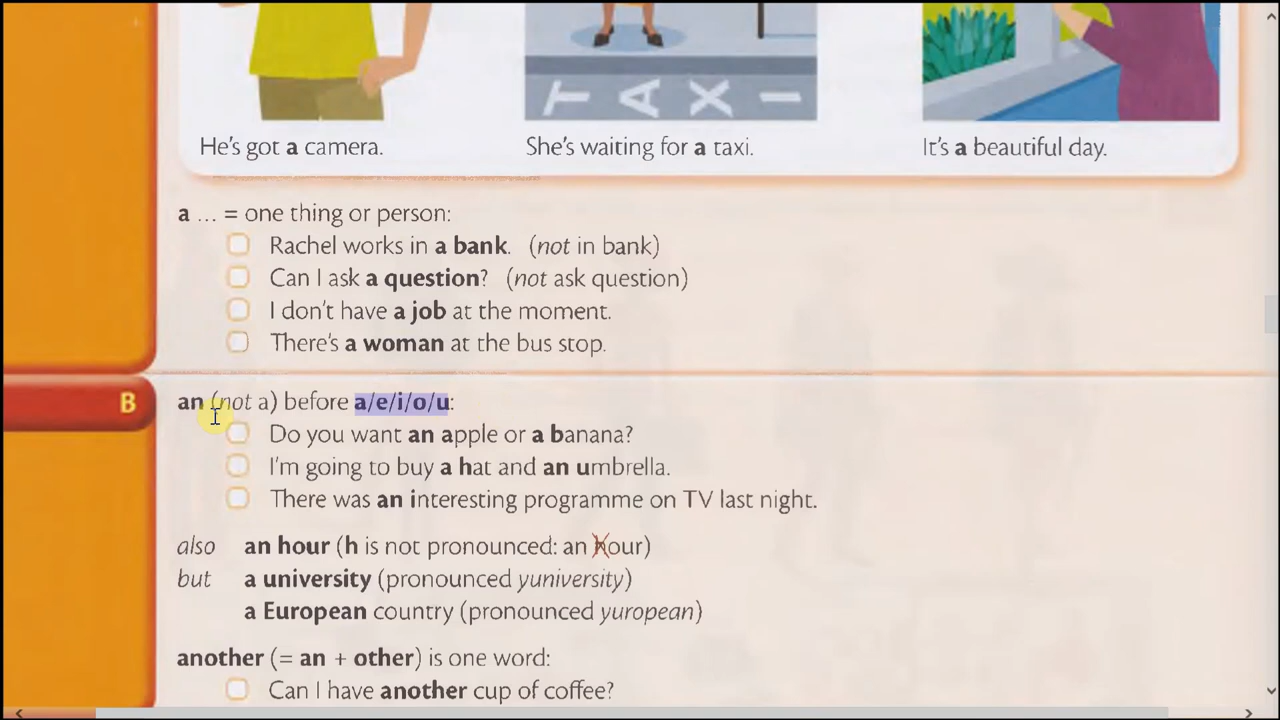 TAXI
He's got a camera.
She's waiting for a taxi.
It's a beautiful day.
a ... = one thing or person:
Rachel works in a bank. (not in bank)
Can I ask a question? (not ask question)
I don't have a job at the moment.
There's a woman at the bus stop.
B
an (not a) before a/e/i/o/u:
Do you want an apple or a banana?
I'm going to buy a hat and an umbrella.
There was an interesting programme on TV last night.
also an hour (h is not pronounced: an hour)
but a university (pronounced yuniversity)
a European country (pronounced yuropean)
another (= an + other) is one word:
Can I have another cup of coffee?